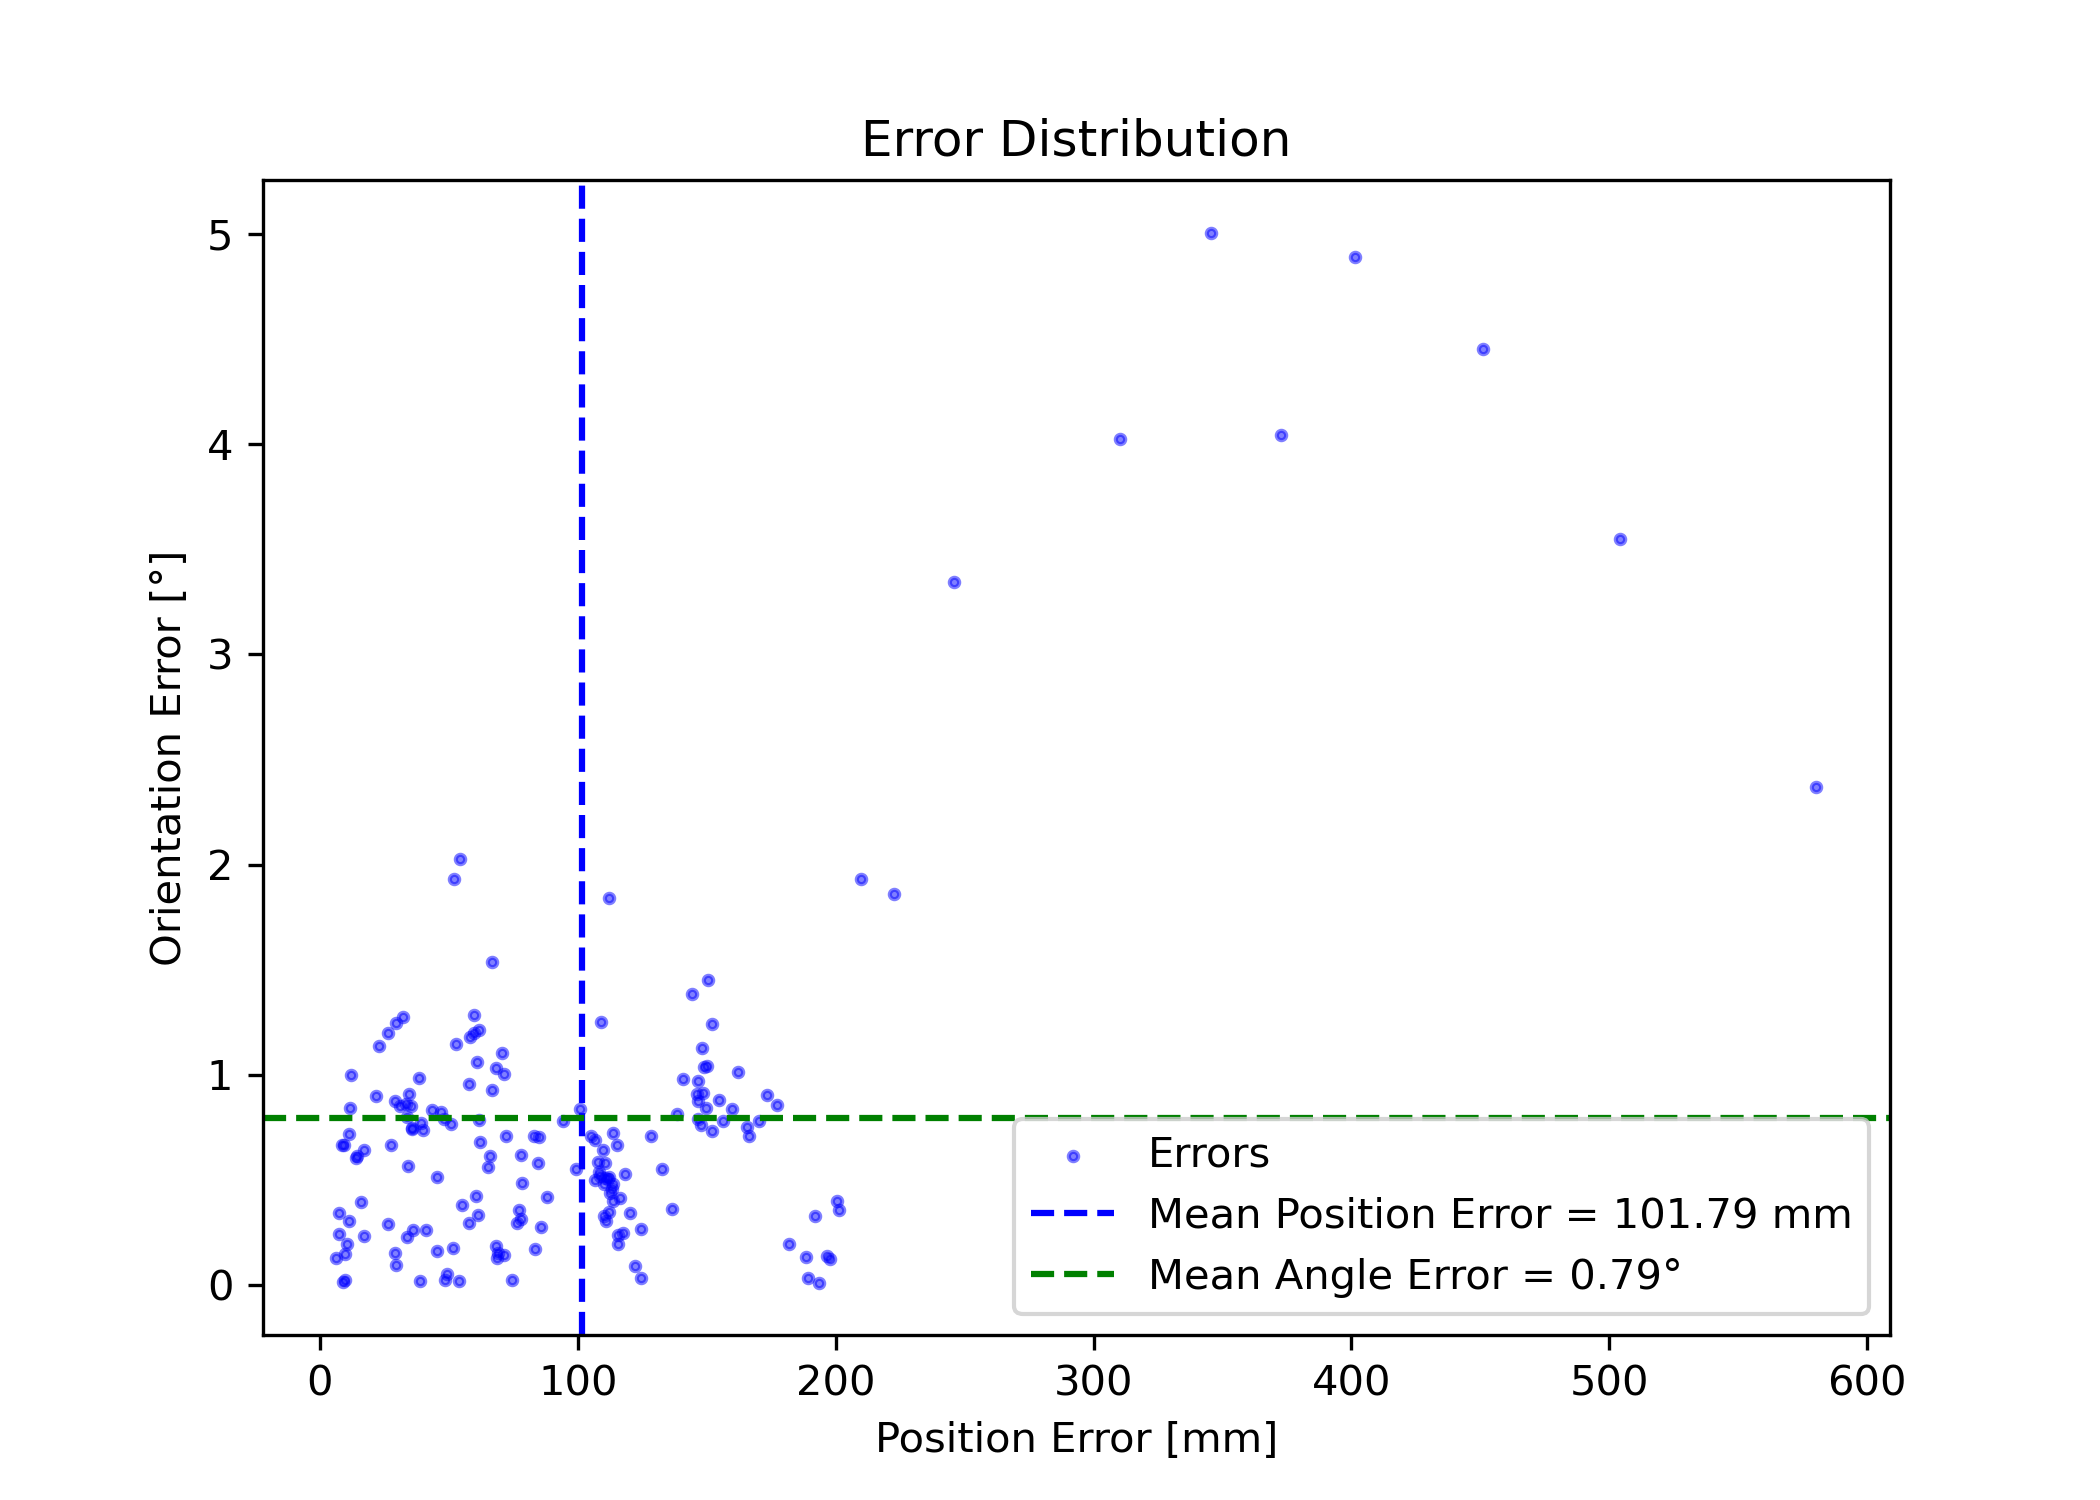 Error Distribution
Orientation Error [°]
5
4
3
2
1
0
Errors
Mean Position Error = 101.79 mm
Mean Angle Error = 0.79°
0 100 200 300 400 500 600
Position Error [mm]